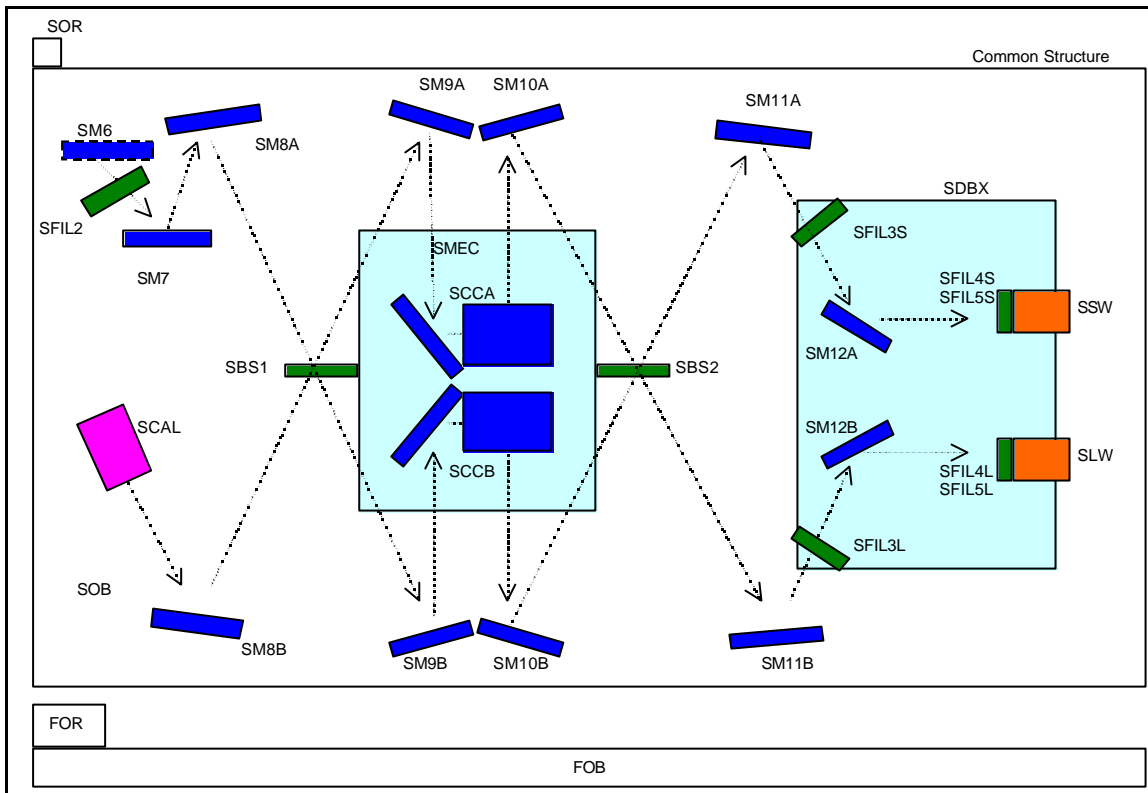 SOR
Common Structure
SM9A
SM10A
SM11A
SM6
SM8A
SDBX
SFIL2
SFIL3S
SM7
SMEC
SCCA
SFIL4S
SFIL5S
SSW
SM12A
SBS1
SBS2
SCAL
SM12B
SLW
SCCB
SFIL4L
SFIL5L
SFIL3L
SOB
SM8B
SM9B
SM10B
SM11B
FOR
FOB